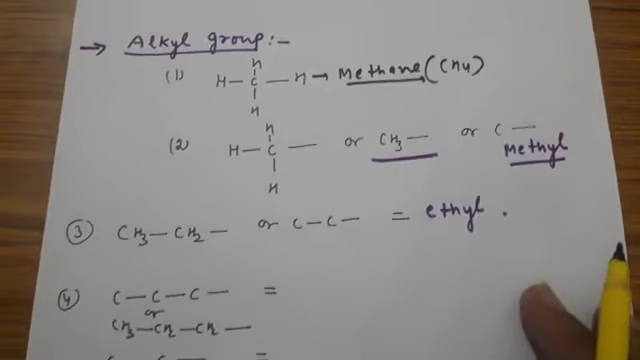 → Alkyl group:-
H
(1) H — C — H → Methane (CH4)
H
H
(2) H — C — or CH3 — or C —
H
Methyl
(3) CH3 — CH2 — or C — C — = ethyl .
(4) C — C — C — =
or
CH3 — CH2 — CH2 —